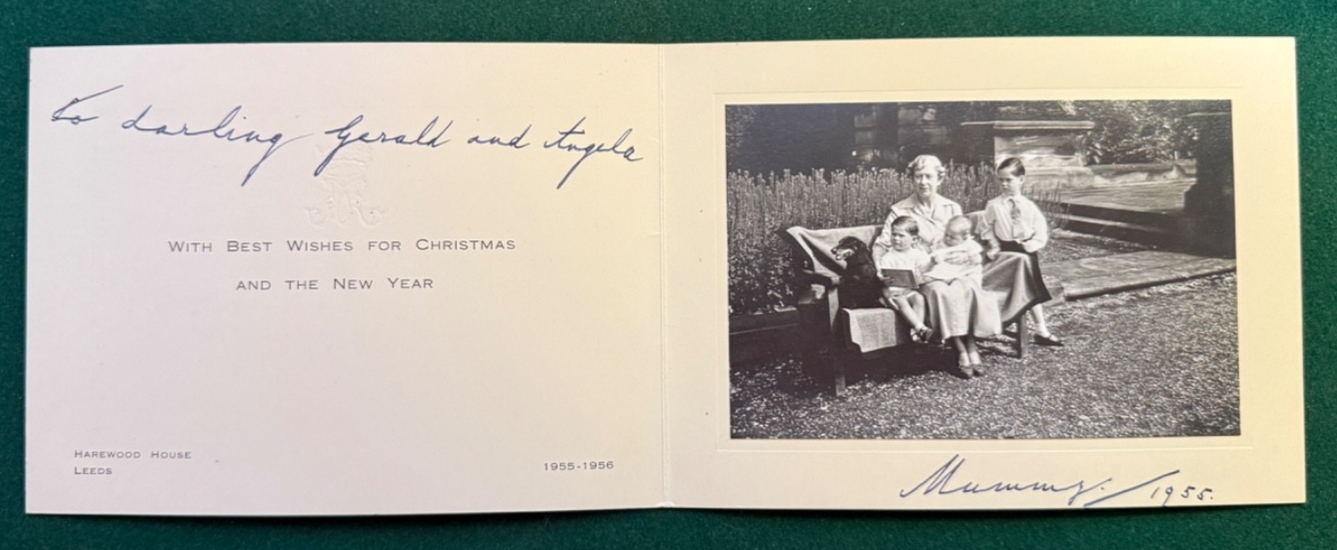 To darling Gerald and Angela
With Best Wishes for Christmas
and the New Year
Harewood House
Leeds
1955-1956
Mummy. / 1955.